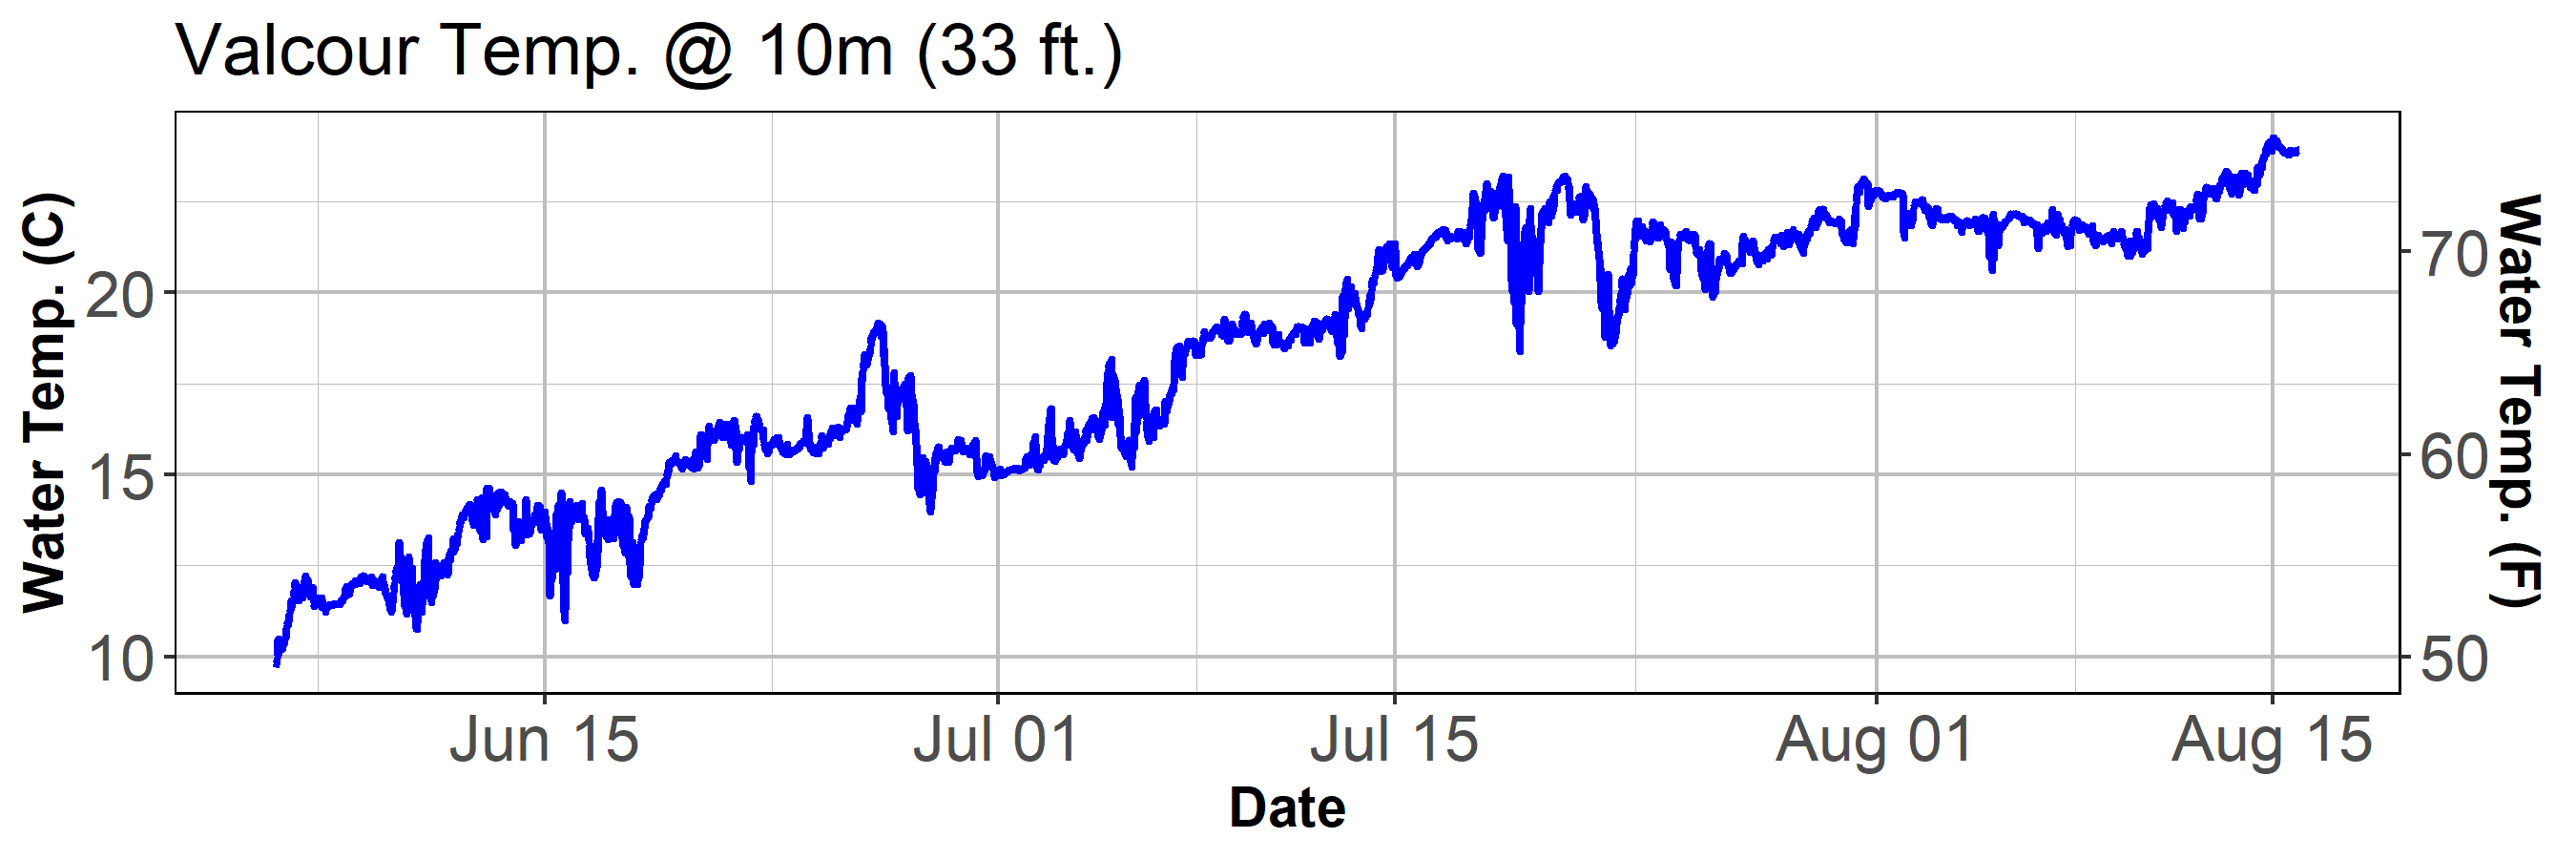 Valcour Temp. @ 10m (33 ft.)
Water Temp. (C)
20
15
10
70
60
50
Water Temp. (F)
Jun 15
Jul 01
Jul 15
Aug 01
Aug 15
Date